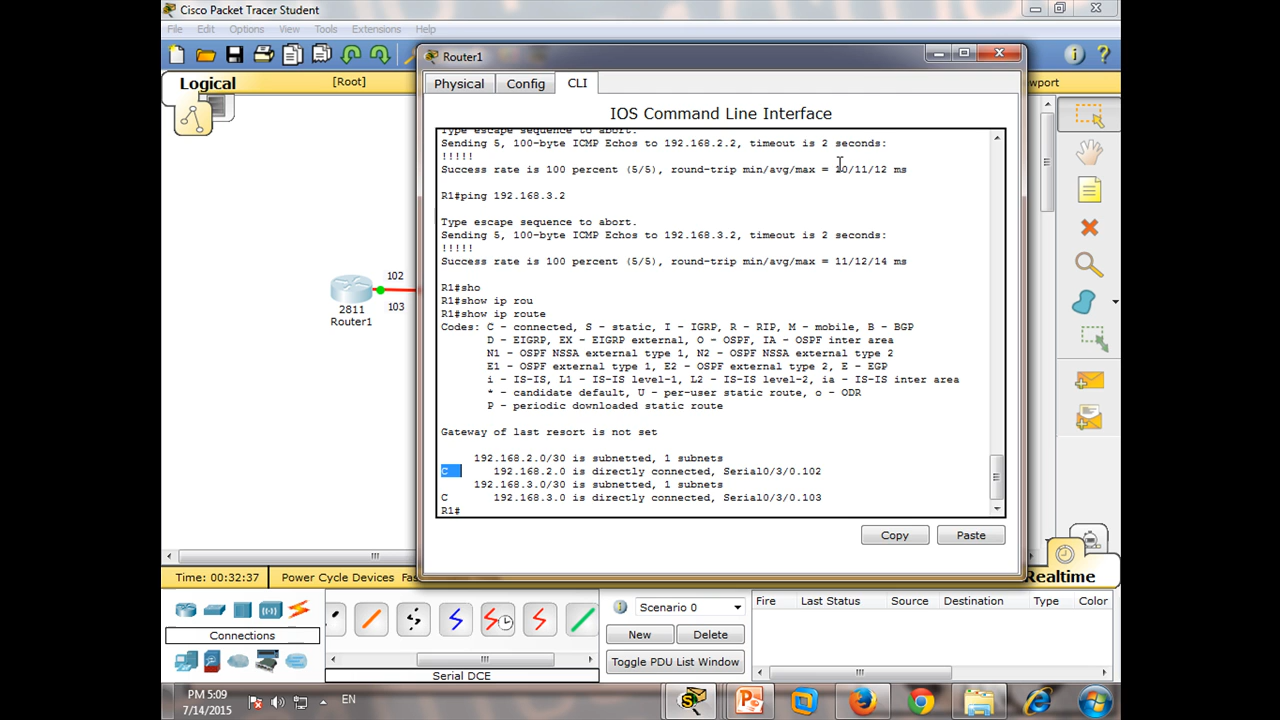 Cisco Packet Tracer Student
File Edit Options View Tools Extensions Help
Logical
[Root]
Router1
Physical Config CLI
IOS Command Line Interface
Type escape sequence to abort.
Sending 5, 100-byte ICMP Echos to 192.168.2.2, timeout is 2 seconds:
!!!!!
Success rate is 100 percent (5/5), round-trip min/avg/max = 10/11/12 ms
R1#ping 192.168.3.2
Type escape sequence to abort.
Sending 5, 100-byte ICMP Echos to 192.168.3.2, timeout is 2 seconds:
!!!!!
Success rate is 100 percent (5/5), round-trip min/avg/max = 11/12/14 ms
R1#sho
R1#show ip rou
R1#show ip route
Codes: C - connected, S - static, I - IGRP, R - RIP, M - mobile, B - BGP
D - EIGRP, EX - EIGRP external, O - OSPF, IA - OSPF inter area
N1 - OSPF NSSA external type 1, N2 - OSPF NSSA external type 2
E1 - OSPF external type 1, E2 - OSPF external type 2, E - EGP
i - IS-IS, L1 - IS-IS level-1, L2 - IS-IS level-2, ia - IS-IS inter area
* - candidate default, U - per-user static route, o - ODR
P - periodic downloaded static route
Gateway of last resort is not set
192.168.2.0/30 is subnetted, 1 subnets
C 192.168.2.0 is directly connected, Serial0/3/0.102
192.168.3.0/30 is subnetted, 1 subnets
C 192.168.3.0 is directly connected, Serial0/3/0.103
R1#
Copy Paste
102
103
2811
Router1
Time: 00:32:37 Power Cycle Devices
Realtime
Connections
Serial DCE
Scenario 0
New Delete
Toggle PDU List Window
Fire Last Status Source Destination Type Color
PM 5:09
7/14/2015
EN